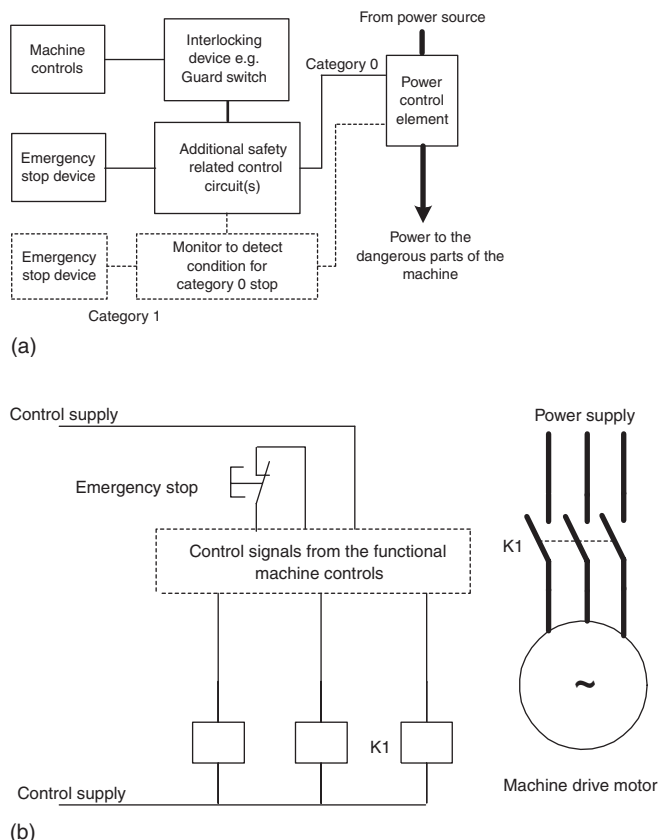 From power source
Machine
controls
Interlocking
device e.g.
Guard switch
Category 0
Power
control
element
Emergency
stop device
Additional safety
related control
circuit(s)
Emergency
stop device
Monitor to detect
condition for
category 0 stop
Power to the
dangerous parts of the
machine
Category 1
(a)
Control supply
Power supply
Emergency stop
Control signals from the functional
machine controls
K1
~
K1
Control supply
Machine drive motor
(b)